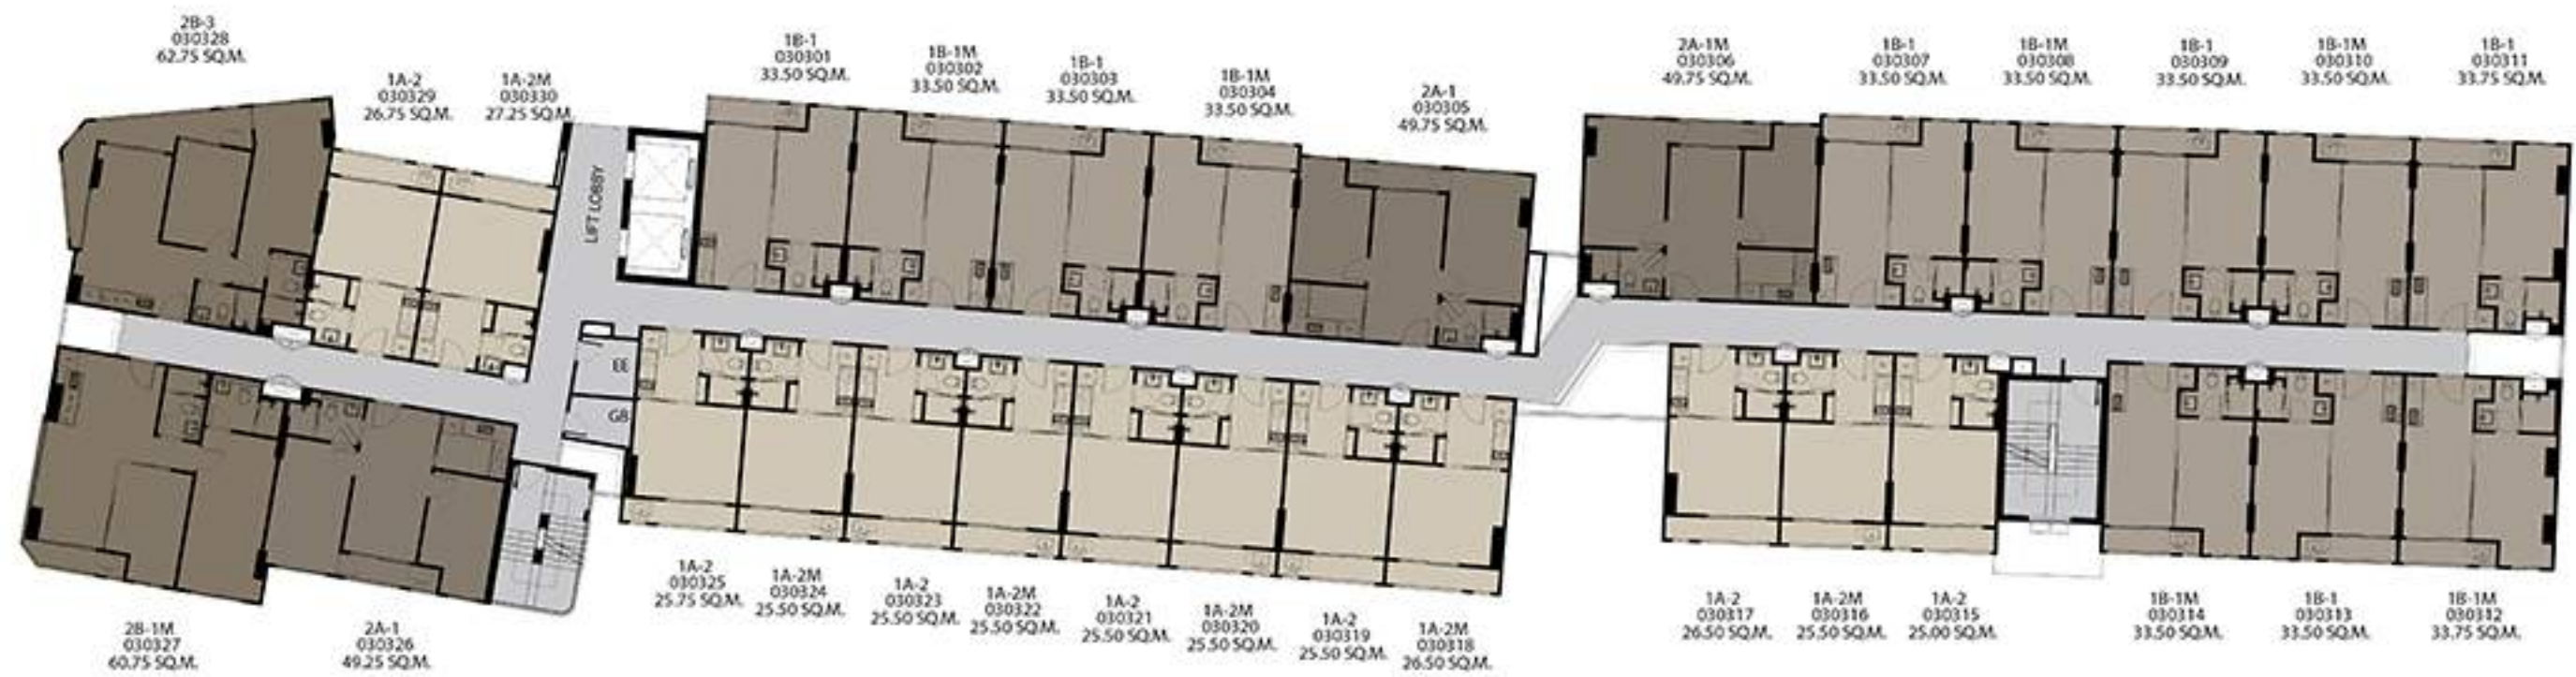 2B-3
030328
62.75 SQ.M.
1A-2
030329
26.75 SQ.M.
1A-2M
030330
27.25 SQ.M.
1B-1
030301
33.50 SQ.M.
1B-1M
030302
33.50 SQ.M.
1B-1
030303
33.50 SQ.M.
1B-1M
030304
33.50 SQ.M.
2A-1
030305
49.75 SQ.M.
2A-1M
030306
49.75 SQ.M.
1B-1
030307
33.50 SQ.M.
1B-1M
030308
33.50 SQ.M.
1B-1
030309
33.50 SQ.M.
1B-1M
030310
33.50 SQ.M.
1B-1
030311
33.75 SQ.M.
LIFT LOBBY
EE
GB
2B-1M
030327
60.75 SQ.M.
2A-1
030326
49.25 SQ.M.
1A-2
030325
25.75 SQ.M.
1A-2M
030324
25.50 SQ.M.
1A-2
030323
25.50 SQ.M.
1A-2M
030322
25.50 SQ.M.
1A-2
030321
25.50 SQ.M.
1A-2M
030320
25.50 SQ.M.
1A-2
030319
25.50 SQ.M.
1A-2M
030318
26.50 SQ.M.
1A-2
030317
26.50 SQ.M.
1A-2M
030316
25.50 SQ.M.
1A-2
030315
25.00 SQ.M.
1B-1M
030314
33.50 SQ.M.
1B-1
030313
33.50 SQ.M.
1B-1M
030312
33.75 SQ.M.